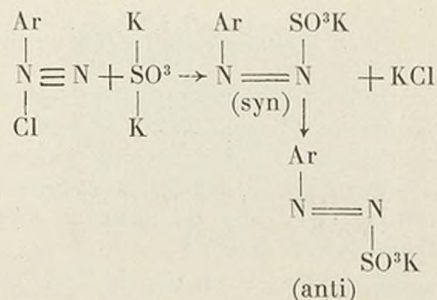 Ar K Ar SO³K
N≡N + SO³ → N=N + KCl
(syn)
Cl K
Ar
N=N
SO³K
(anti)